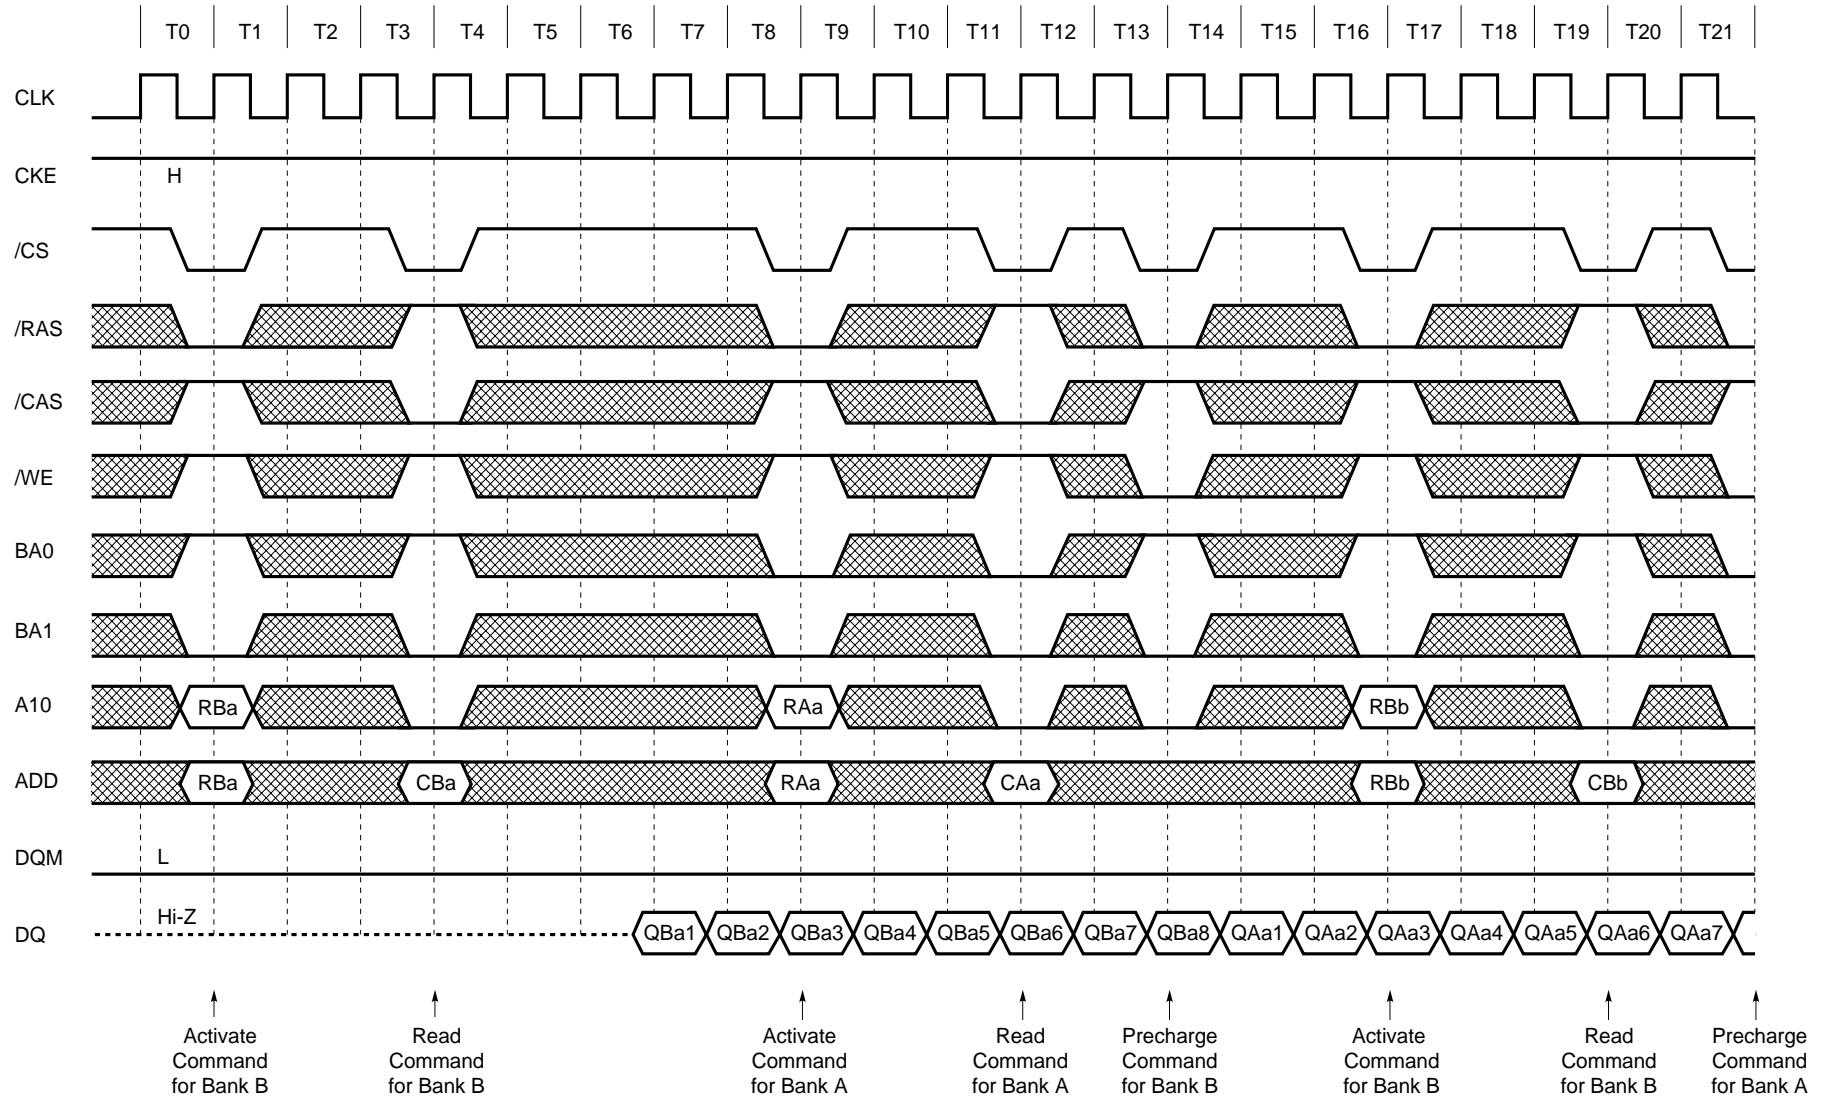 T0 T1 T2 T3 T4 T5 T6 T7 T8 T9 T10 T11 T12 T13 T14 T15 T16 T17 T18 T19 T20 T21
CLK
CKE H
/CS
/RAS
/CAS
/WE
BA0
BA1
A10 RBa RAa RBb
ADD RBa CBa RAa CAa RBb CBb
DQM L
Hi-Z
DQ QBa1 QBa2 QBa3 QBa4 QBa5 QBa6 QBa7 QBa8 QAa1 QAa2 QAa3 QAa4 QAa5 QAa6 QAa7
Activate Read Activate Read Precharge Activate Read Precharge
Command Command Command Command Command Command Command Command
for Bank B for Bank B for Bank A for Bank A for Bank B for Bank B for Bank B for Bank A